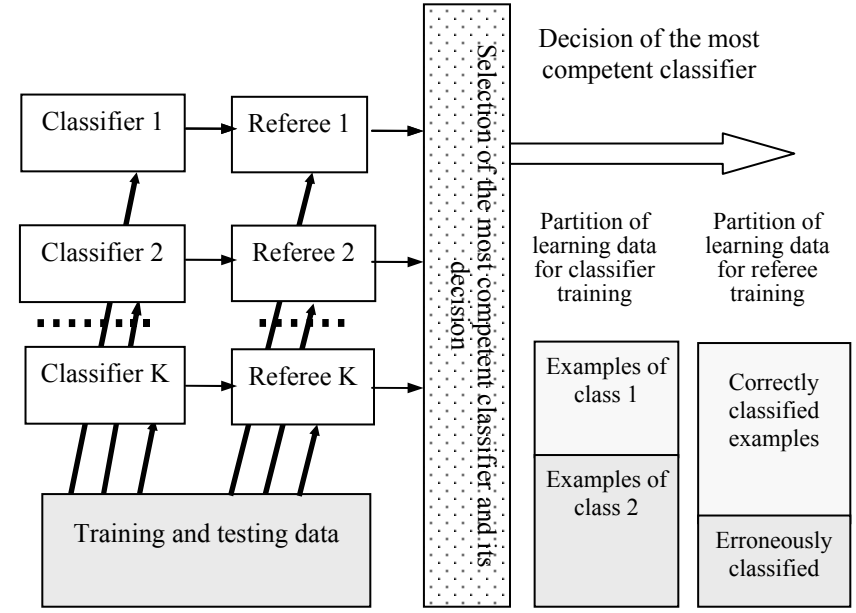 Classifier 1
Referee 1
Classifier 2
Referee 2
Classifier K
Referee K
Training and testing data
Selection of the most competent classifier and its
decision
Decision of the most
competent classifier
Partition of
learning data
for classifier
training
Examples of
class 1
Examples of
class 2
Partition of
learning data
for referee
training
Correctly
classified
examples
Erroneously
classified